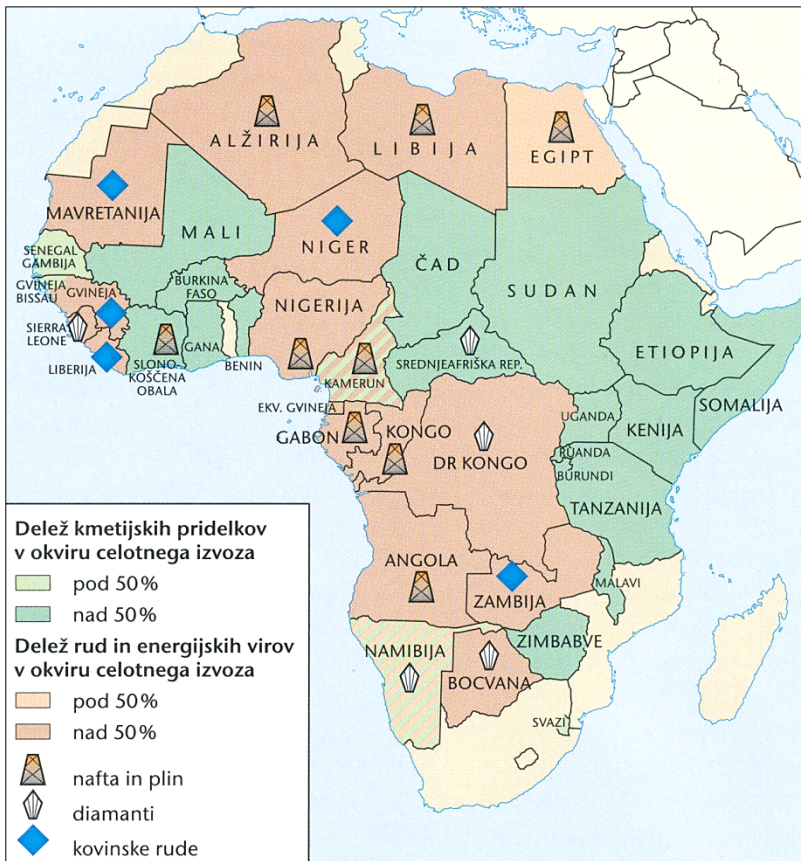 ALŽIRIJA
LIBIJA
EGIPT
MAVRETANIJA
MALI
NIGER
ČAD
SUDAN
SENEGAL
GAMBIJA
GVINEJA
BISSAU
GVINEJA
BURKINA
FASO
NIGERIJA
SIERRA
LEONE
LIBERIJA
SLONO-
KOŠČENA
OBALA
GANA
BENIN
KAMERUN
SREDNJEAFRIŠKA REP.
ETIOPIJA
SOMALIJA
EKV. GVINEJA
GABON
KONGO
DR KONGO
UGANDA
KENIJA
RUANDA
BURUNDI
TANZANIJA
ANGOLA
ZAMBIJA
MALAVI
NAMIBIJA
BOCVANA
ZIMBABVE
SVAZI
Delež kmetijskih pridelkov
v okviru celotnega izvoza
pod 50%
nad 50%
Delež rud in energijskih virov
v okviru celotnega izvoza
pod 50%
nad 50%
nafta in plin
diamanti
kovinske rude